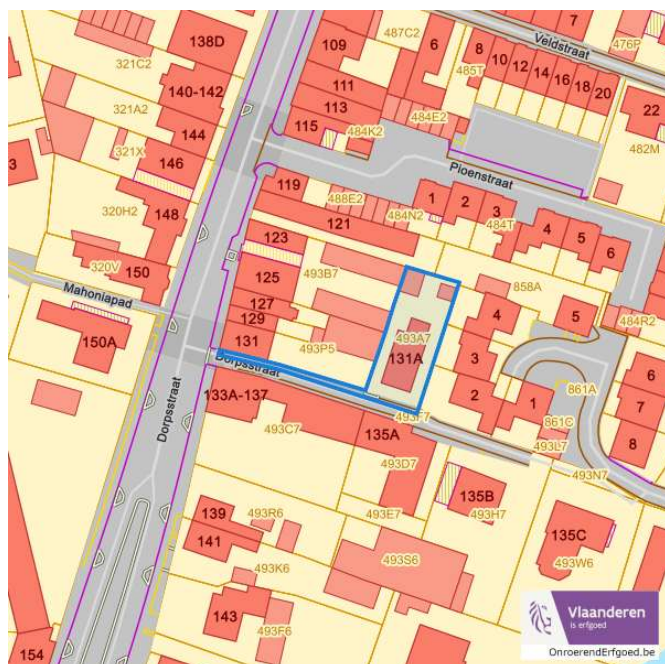 138D
321C2
140-142
321A2
144
321X
146
3
320H2
148
320V
150
Mahoniapad
150A
Dorpsstraat
154
109
111
113
115
487C2
6
484E2
484K2
485T
8
10
12
14
16
18
20
Veldstraat
7
476P
22
482M
Ploenstraat
119
488E2
121
484N2
1
2
3
484T
4
5
6
123
493B7
125
127
129
131
493P5
493A7
131A
858A
4
5
3
2
1
484R2
861A
861C
493L7
6
7
8
Dorpsstraat
133A-137
493C7
135A
493F7
493D7
493N7
135B
493H7
493E7
139
493R6
141
493K6
493S6
135C
493W6
143
493F6
Vlaanderen
is erfgoed
OnroerendErfgoed.be